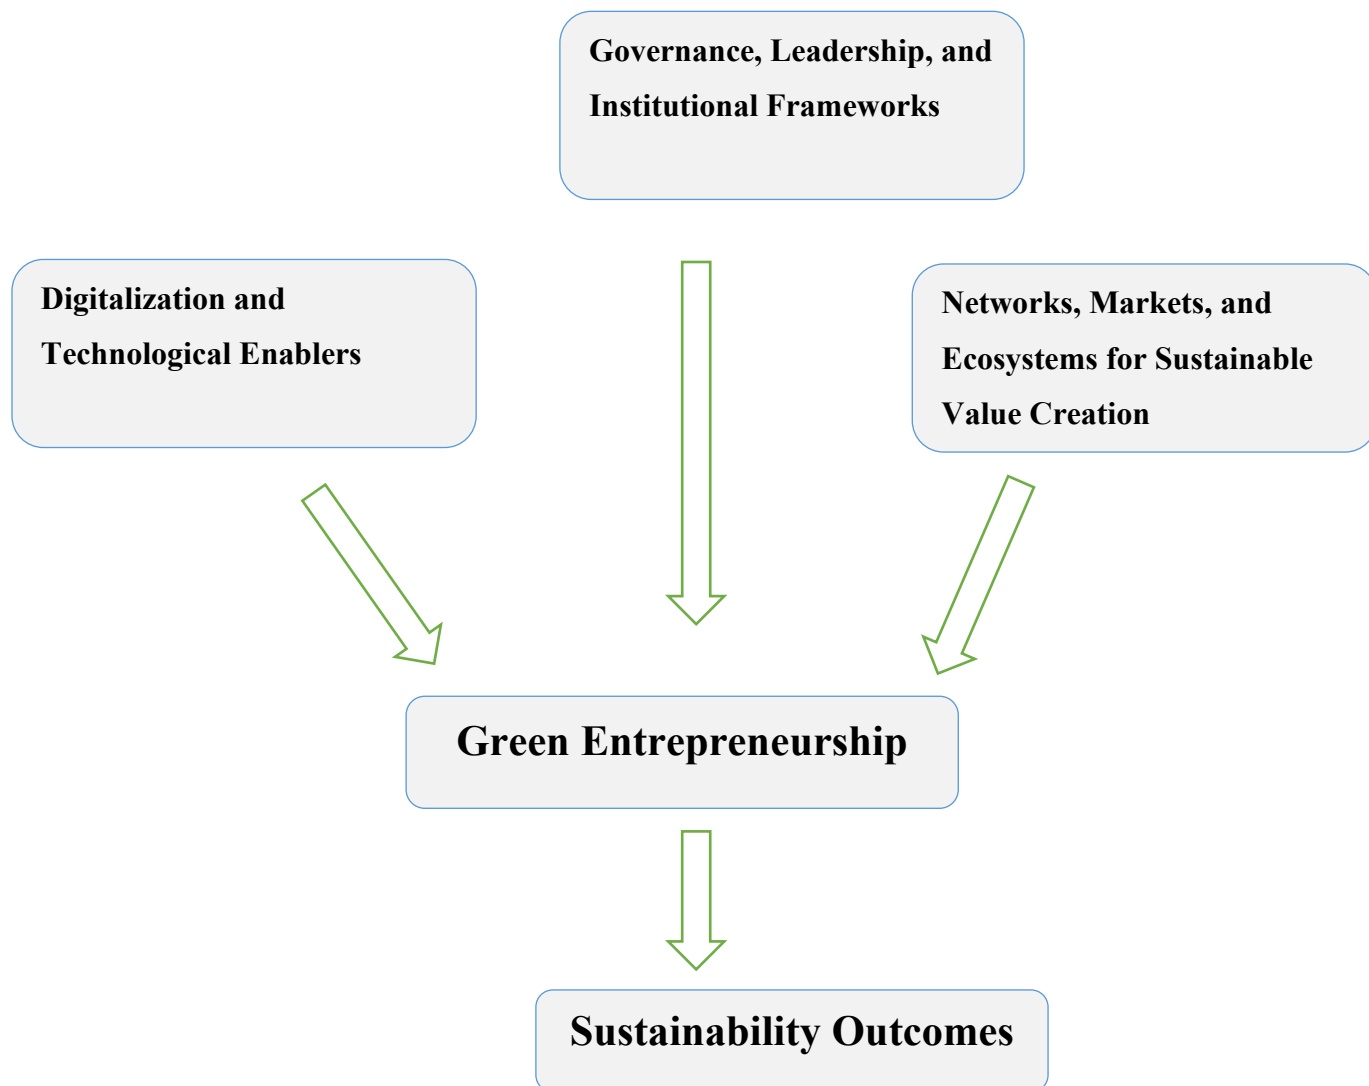 Governance, Leadership, and
Institutional Frameworks
Digitalization and
Technological Enablers
Networks, Markets, and
Ecosystems for Sustainable
Value Creation
Green Entrepreneurship
Sustainability Outcomes